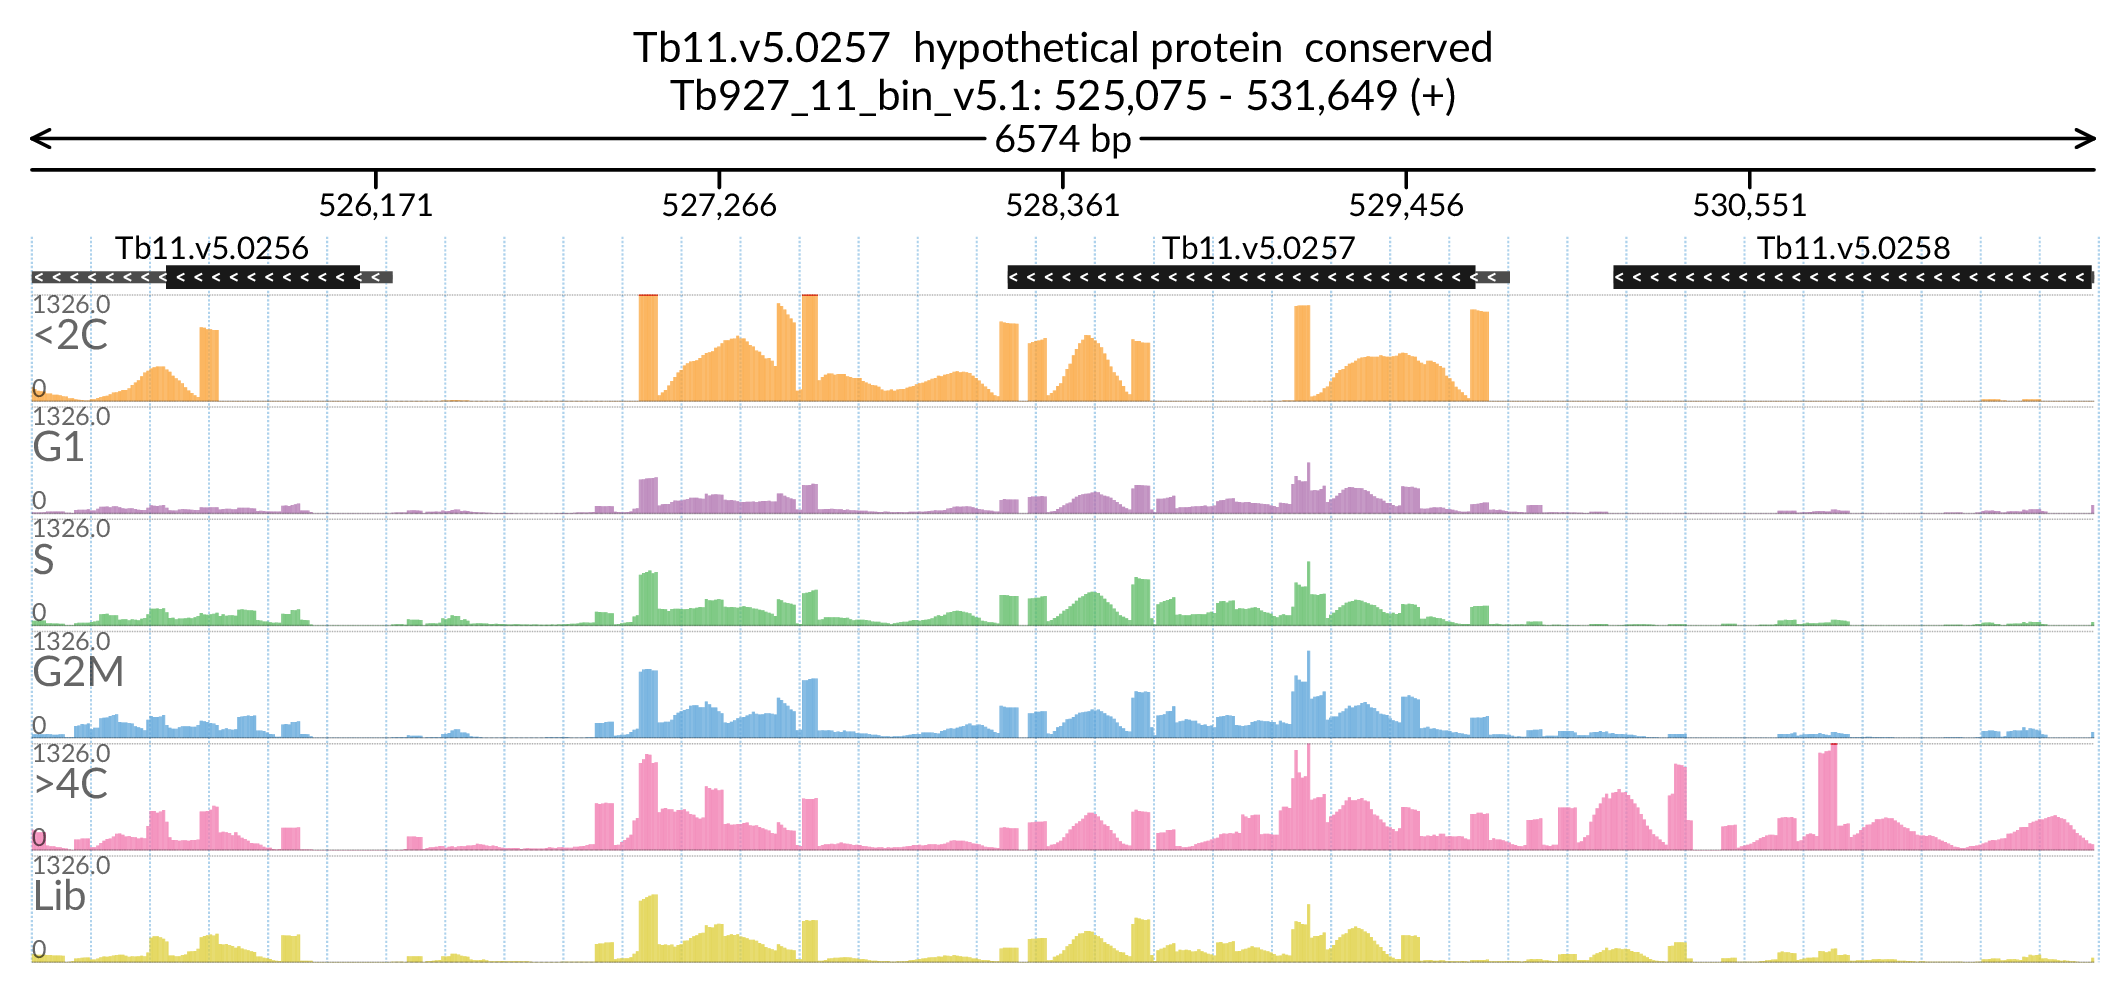 Tb11.v5.0257 hypothetical protein conserved
Tb927_11_bin_v5.1: 525,075 - 531,649 (+)
6574 bp
526,171 527,266 528,361 529,456 530,551
Tb11.v5.0256 Tb11.v5.0257 Tb11.v5.0258
1326.0
<2C
0
1326.0
G1
0
1326.0
S
0
1326.0
G2M
0
1326.0
>4C
0
1326.0
Lib
0